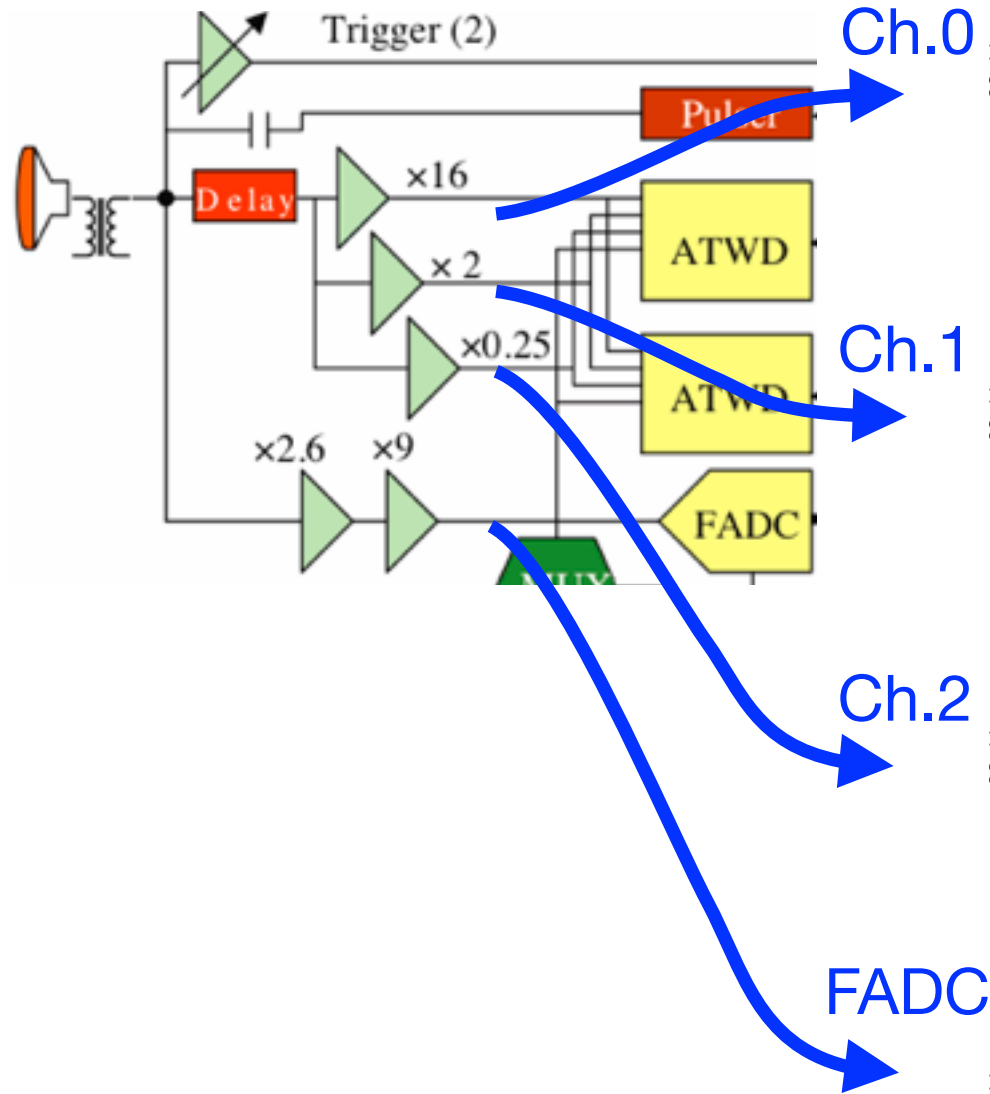 Trigger (2)
Ch.0
Pulser
×16
Delay
ATWD
× 2
×0.25
Ch.1
ATWD
×2.6
×9
FADC
MUX
Ch.2
FADC